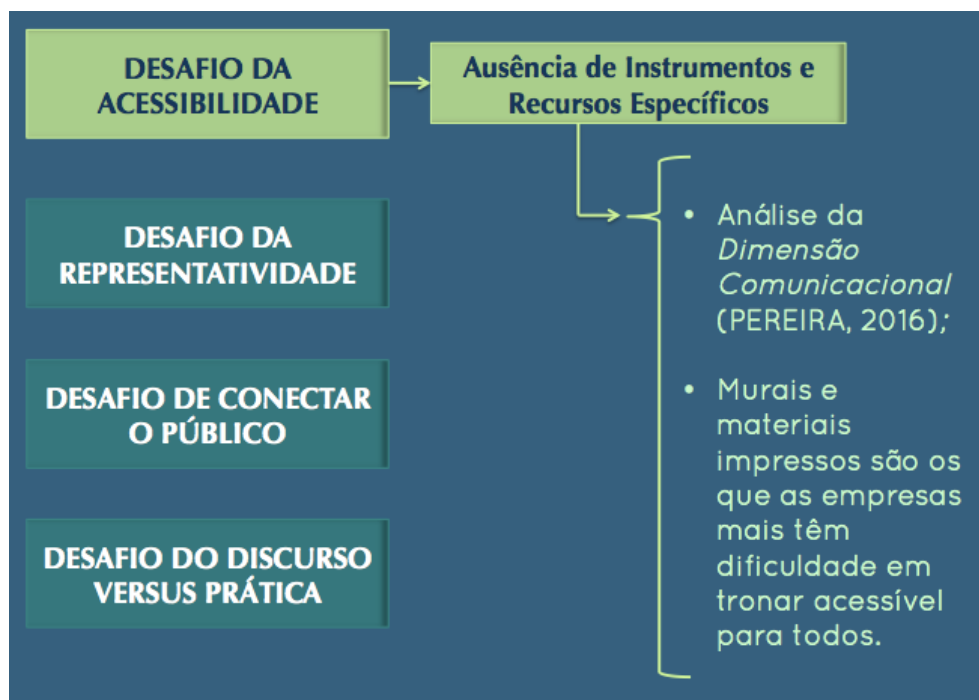 DESAFIO DA
ACESSIBILIDADE
Ausência de Instrumentos e
Recursos Específicos
DESAFIO DA
REPRESENTATIVIDADE
DESAFIO DE CONECTAR
O PÚBLICO
DESAFIO DO DISCURSO
VERSUS PRÁTICA
• Análise da
Dimensão
Comunicacional
(PEREIRA, 2016);
• Murais e
materiais
impressos são os
que as empresas
mais têm
dificuldade em
tronar acessível
para todos.